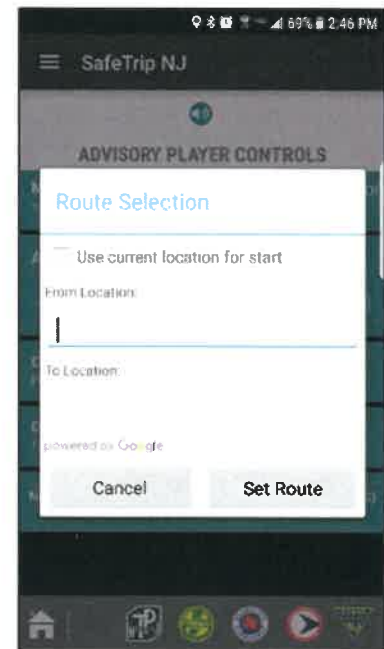 69% 2:46 PM
SafeTrip NJ
ADVISORY PLAYER CONTROLS
Route Selection
Use current location for start
From Location:
To Location:
powered by Google
Cancel
Set Route